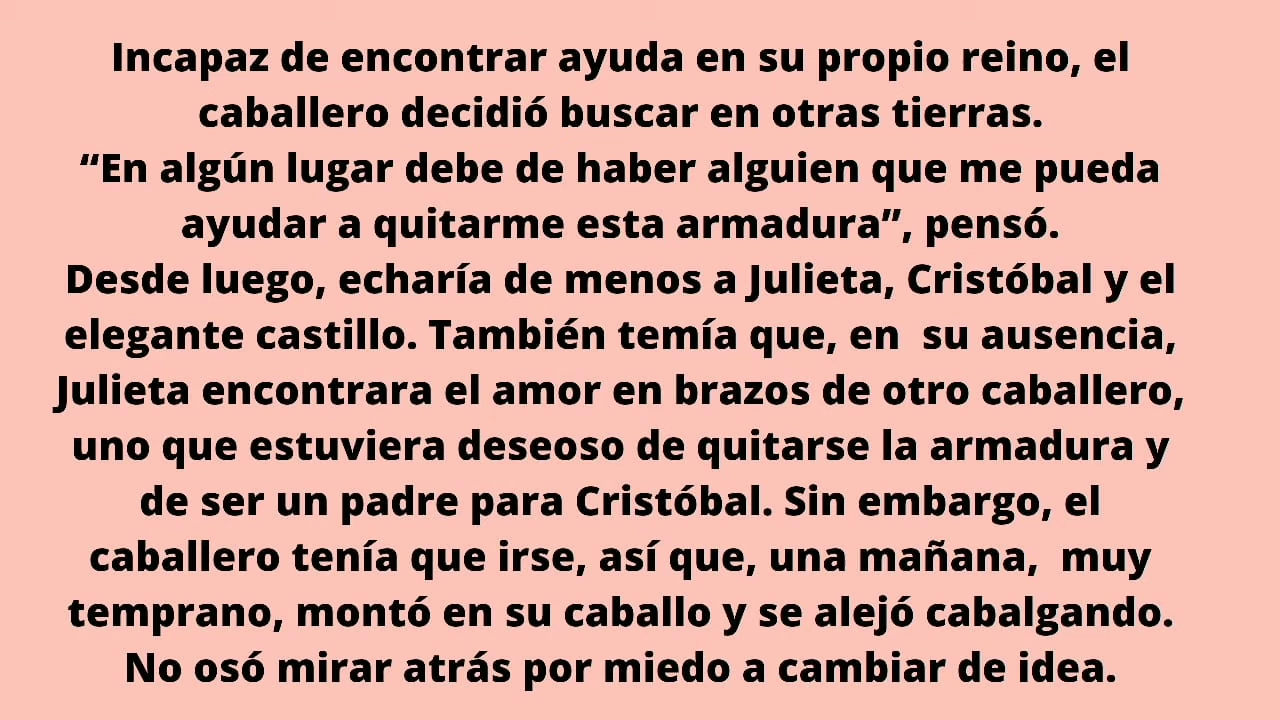 Incapaz de encontrar ayuda en su propio reino, el
caballero decidió buscar en otras tierras.
“En algún lugar debe de haber alguien que me pueda
ayudar a quitarme esta armadura”, pensó.
Desde luego, echaría de menos a Julieta, Cristóbal y el
elegante castillo. También temía que, en  su ausencia,
Julieta encontrara el amor en brazos de otro caballero,
uno que estuviera deseoso de quitarse la armadura y
de ser un padre para Cristóbal. Sin embargo, el
caballero tenía que irse, así que, una mañana,  muy
temprano, montó en su caballo y se alejó cabalgando.
No osó mirar atrás por miedo a cambiar de idea.